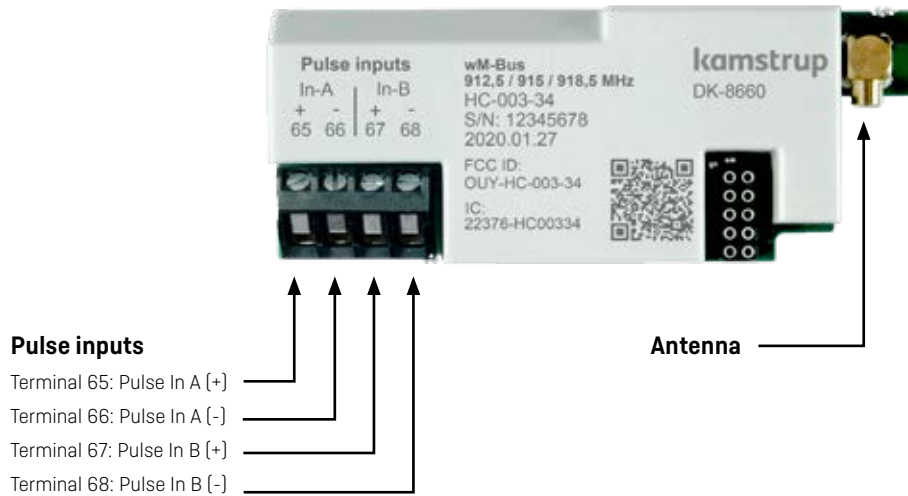 Pulse inputs
In-A In-B
+ - + -
65 66 67 68
wM-Bus
912,5 / 915 / 918,5 MHz
HC-003-34
S/N: 12345678
2020.01.27
FCC ID:
OUY-HC-003-34
IC:
22376-HC00334
kamstrup
DK-8660
Pulse inputs
Terminal 65: Pulse In A (+)
Terminal 66: Pulse In A (-)
Terminal 67: Pulse In B (+)
Terminal 68: Pulse In B (-)
Antenna